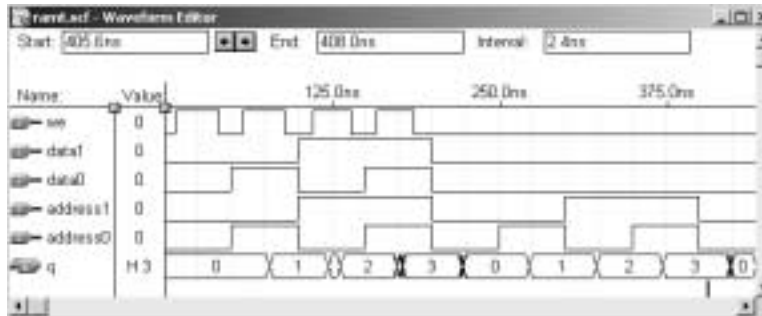 ramt.scf - Waveform Editor
Start: 405.6ns End: 408.0ns Interval: 2.4ns
Name: Value: 125.0ns 250.0ns 375.0ns
we 0
data1 0
data0 0
address1 0
address0 0
q H 3 0 1 2 3 0 1 2 3 0